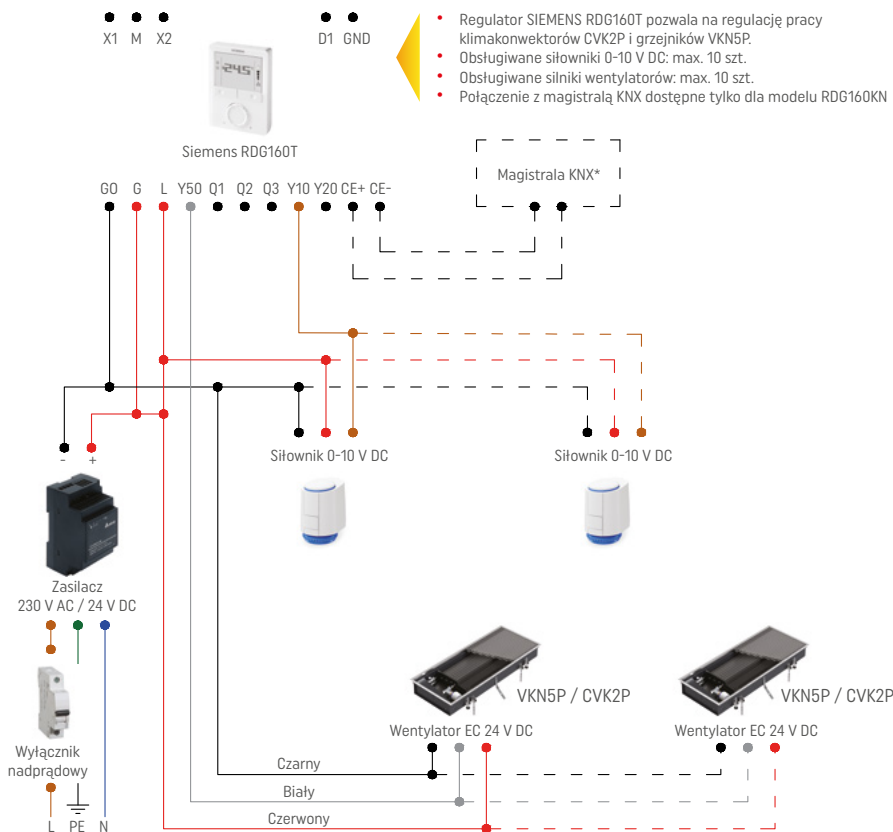 X1 M X2
D1 GND
• Regulator SIEMENS RDG160T pozwala na regulację pracy
klimakonwektorów CVK2P i grzejników VKN5P.
• Obsługiwane siłowniki 0-10 V DC: max. 10 szt.
• Obsługiwane silniki wentylatorów: max. 10 szt.
• Połączenie z magistralą KNX dostępne tylko dla modelu RDG160KN
Siemens RDG160T
Magistrala KNX*
G0 G L Y50 Q1 Q2 Q3 Y10 Y20 CE+ CE-
- +
Siłownik 0-10 V DC
Siłownik 0-10 V DC
Zasilacz
230 V AC / 24 V DC
VKN5P / CVK2P
VKN5P / CVK2P
Wentylator EC 24 V DC
Wentylator EC 24 V DC
Wyłącznik
nadprądowy
Czarny
Biały
Czerwony
L PE N